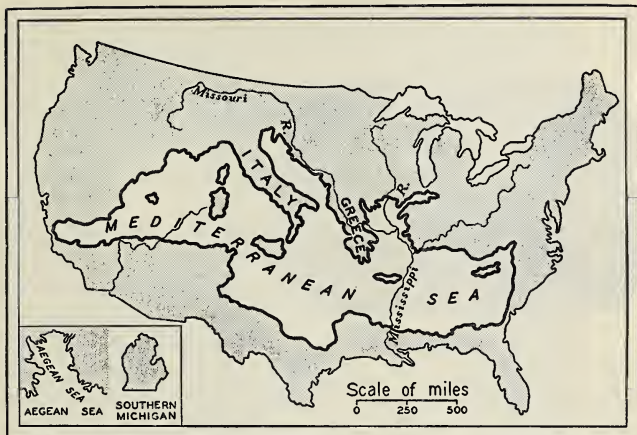 Missouri
R.
ITALY
GREECE
R.
MEDITERRANEAN
SEA
Mississippi
AEGEAN SEA
AEGEAN SEA
SOUTHERN
MICHIGAN
Scale of miles
0 250 500